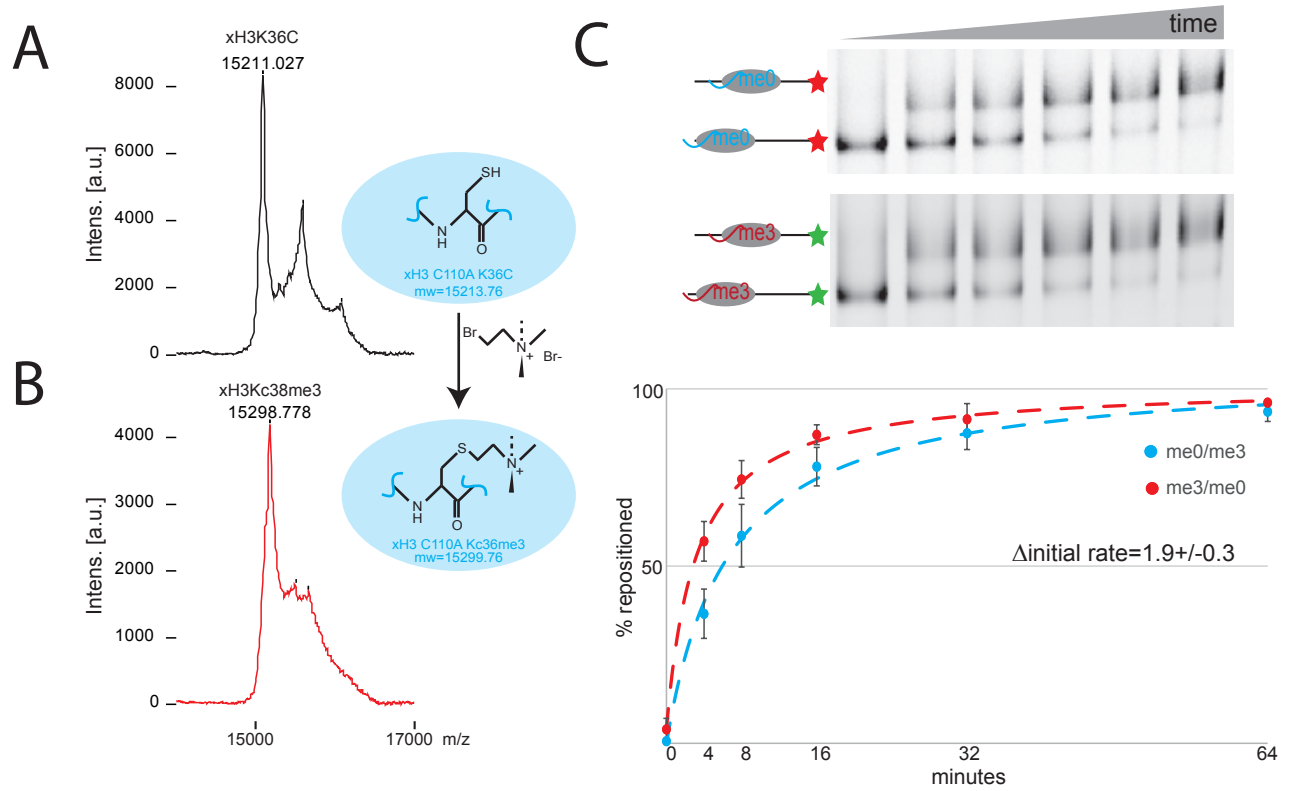 A
xH3K36C
15211.027
Intens. [a.u.]
8000
6000
4000
2000
0
SH
N
H
O
xH3 C110A K36C
mw=15213.76
Br
N
+
Br-
B
xH3Kc38me3
15298.778
Intens. [a.u.]
4000
3000
2000
1000
0
S
N
+
N
H
O
xH3 C110A Kc36me3
mw=15299.76
15000
17000
m/z
C
time
me0
me0
me3
me3
100
50
% repositioned
me0/me3
me3/me0
Δinitial rate=1.9+/-0.3
0
4
8
16
32
64
minutes